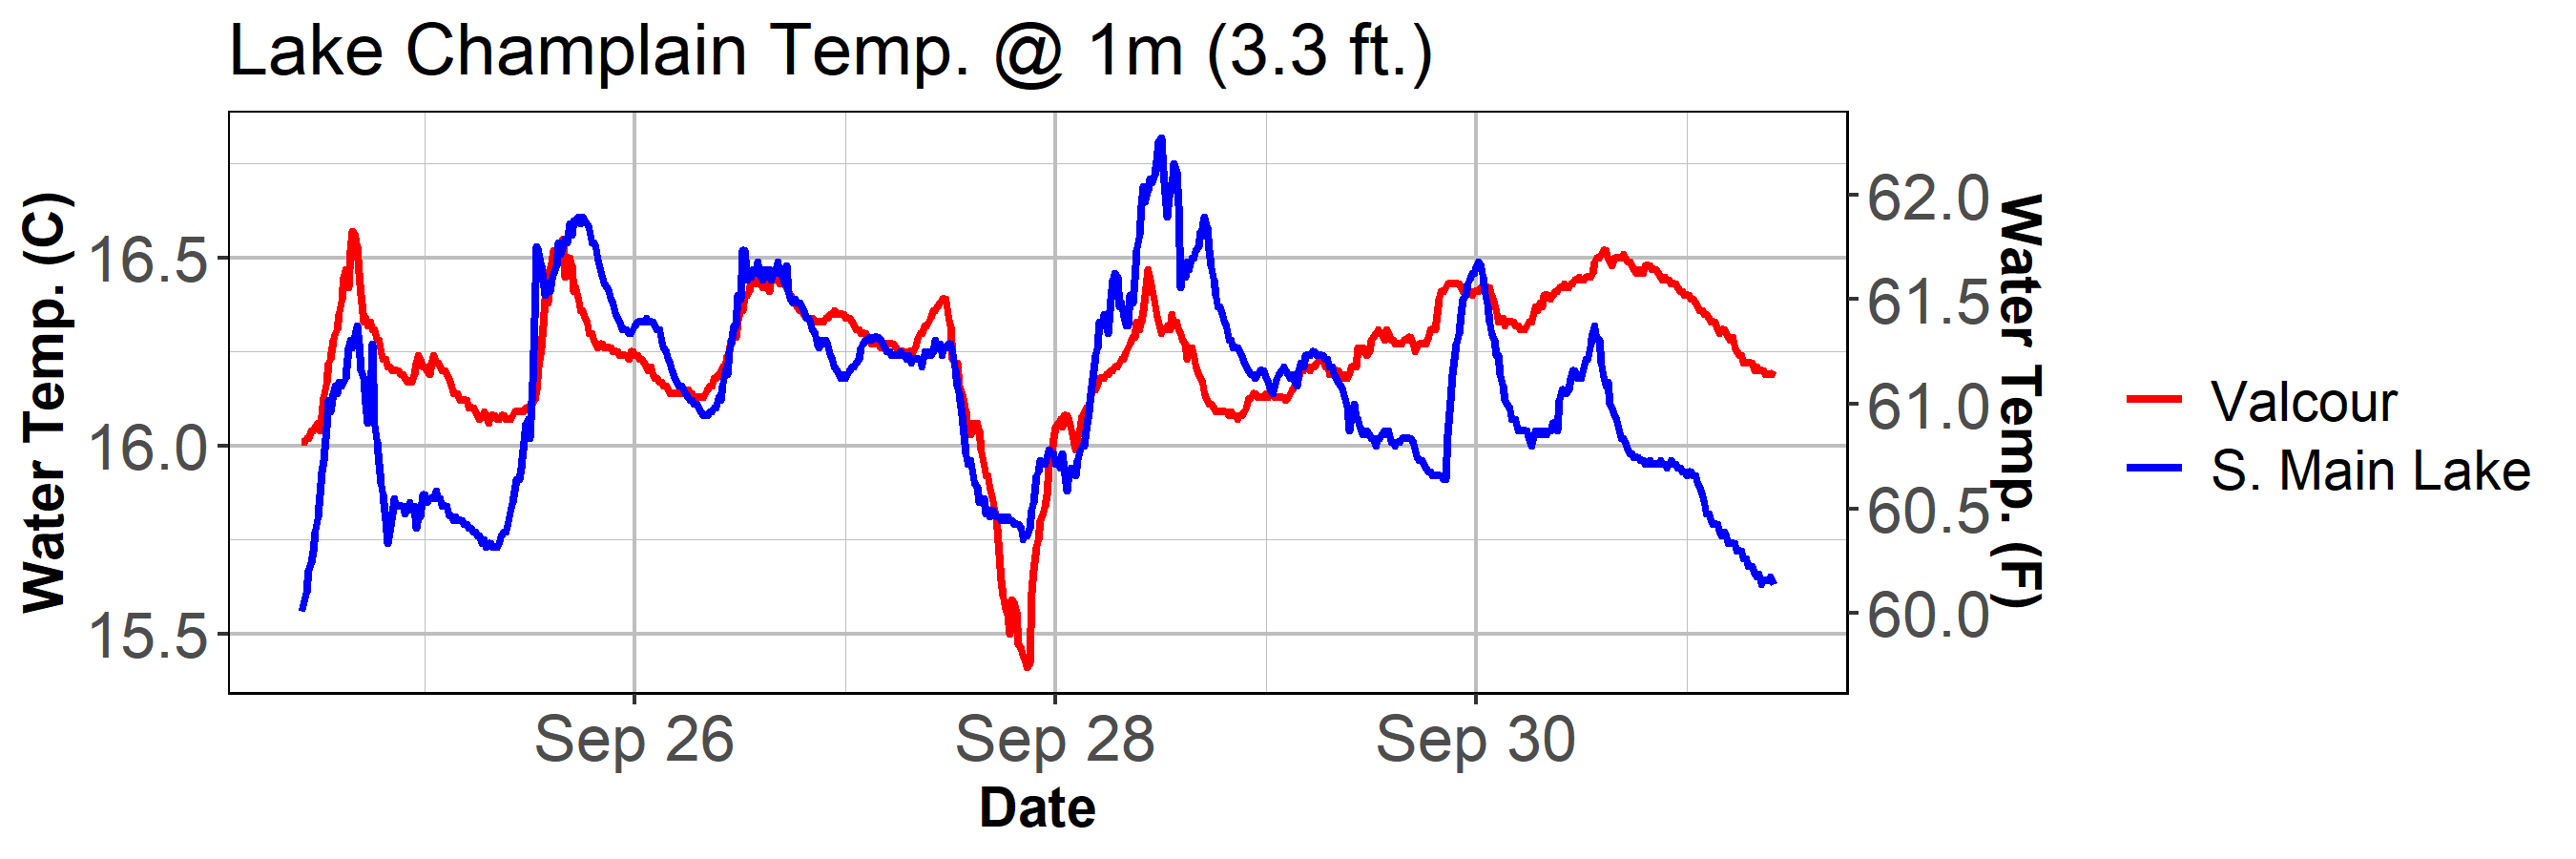 Lake Champlain Temp. @ 1m (3.3 ft.)
Water Temp. (C)
16.5
16.0
15.5
62.0
61.5
61.0
60.5
60.0
Water Temp. (F)
Sep 26
Sep 28
Sep 30
Date
Valcour
S. Main Lake